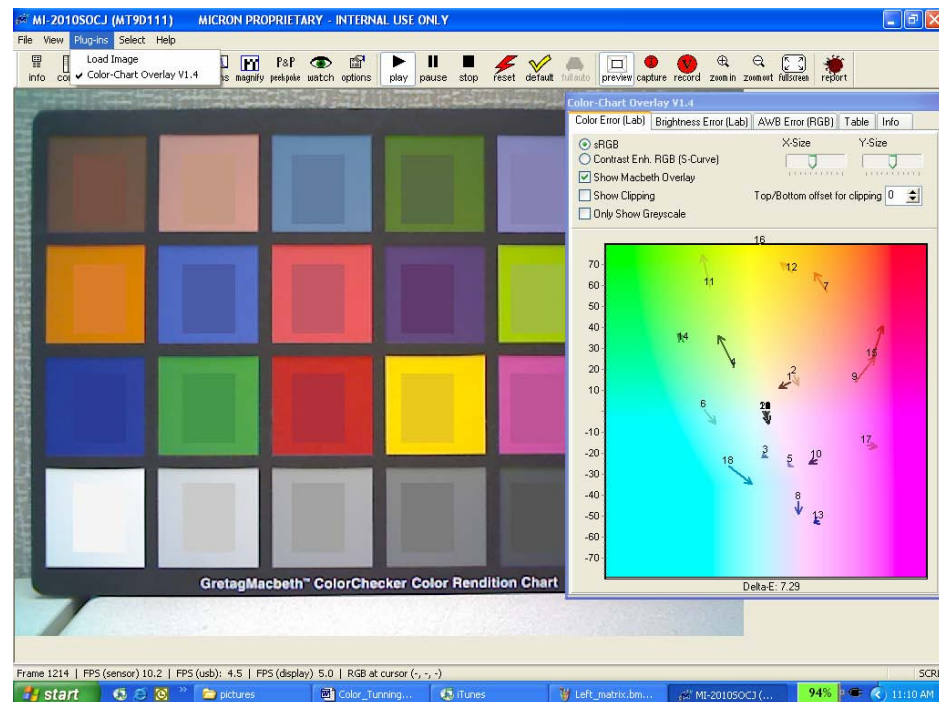 MI-2010SOCJ (MT9D111) MICRON PROPRIETARY - INTERNAL USE ONLY
File View Plug-ins Select Help
Load Image
Color-Chart Overlay V1.4
info magnify peekpoke watch options play pause stop reset default fullauto preview capture record zoom in zoom out fullscreen report
P&P
Color-Chart Overlay V1.4
Color Error (Lab) Brightness Error (Lab) AWB Error (RGB) Table Info
sRGB
Contrast Enh. RGB (S-Curve)
Show Macbeth Overlay
Show Clipping
Only Show Greyscale
X-Size Y-Size
Top/Bottom offset for clipping 0
16
70
60
50
40
30
20
10
-10
-20
-30
-40
-50
-60
-70
12
11
7
14
4
15
2
1
9
6
17
3
5
10
18
8
13
Delta-E: 7.29
GretagMacbeth™ ColorChecker Color Rendition Chart
Frame 1214 | FPS (sensor) 10.2 | FPS (usb): 4.5 | FPS (display) 5.0 | RGB at cursor (-, -, -)
SCR
start pictures Color_Tunning... iTunes Left_matrix.bm... MI-2010SOCJ (... 94% 11:10 AM